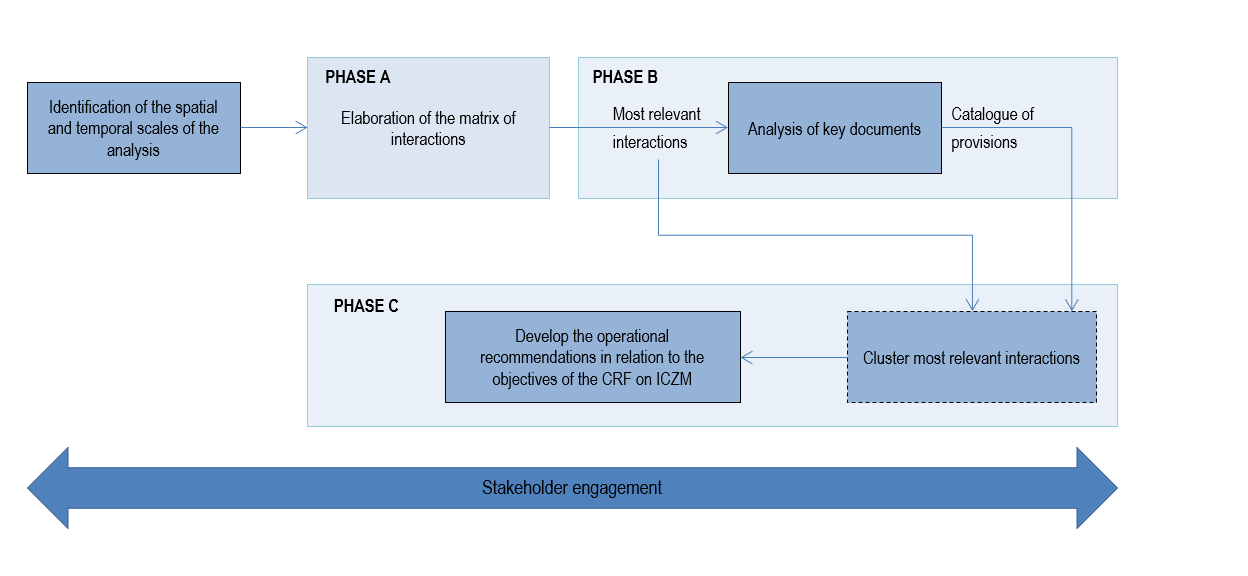 PHASE A
PHASE B
Identification of the spatial
and temporal scales of the
analysis
Elaboration of the matrix of
interactions
Most relevant
interactions
Analysis of key documents
Catalogue of
provisions
PHASE C
Develop the operational
recommendations in relation to the
objectives of the CRF on ICZM
Cluster most relevant interactions
Stakeholder engagement